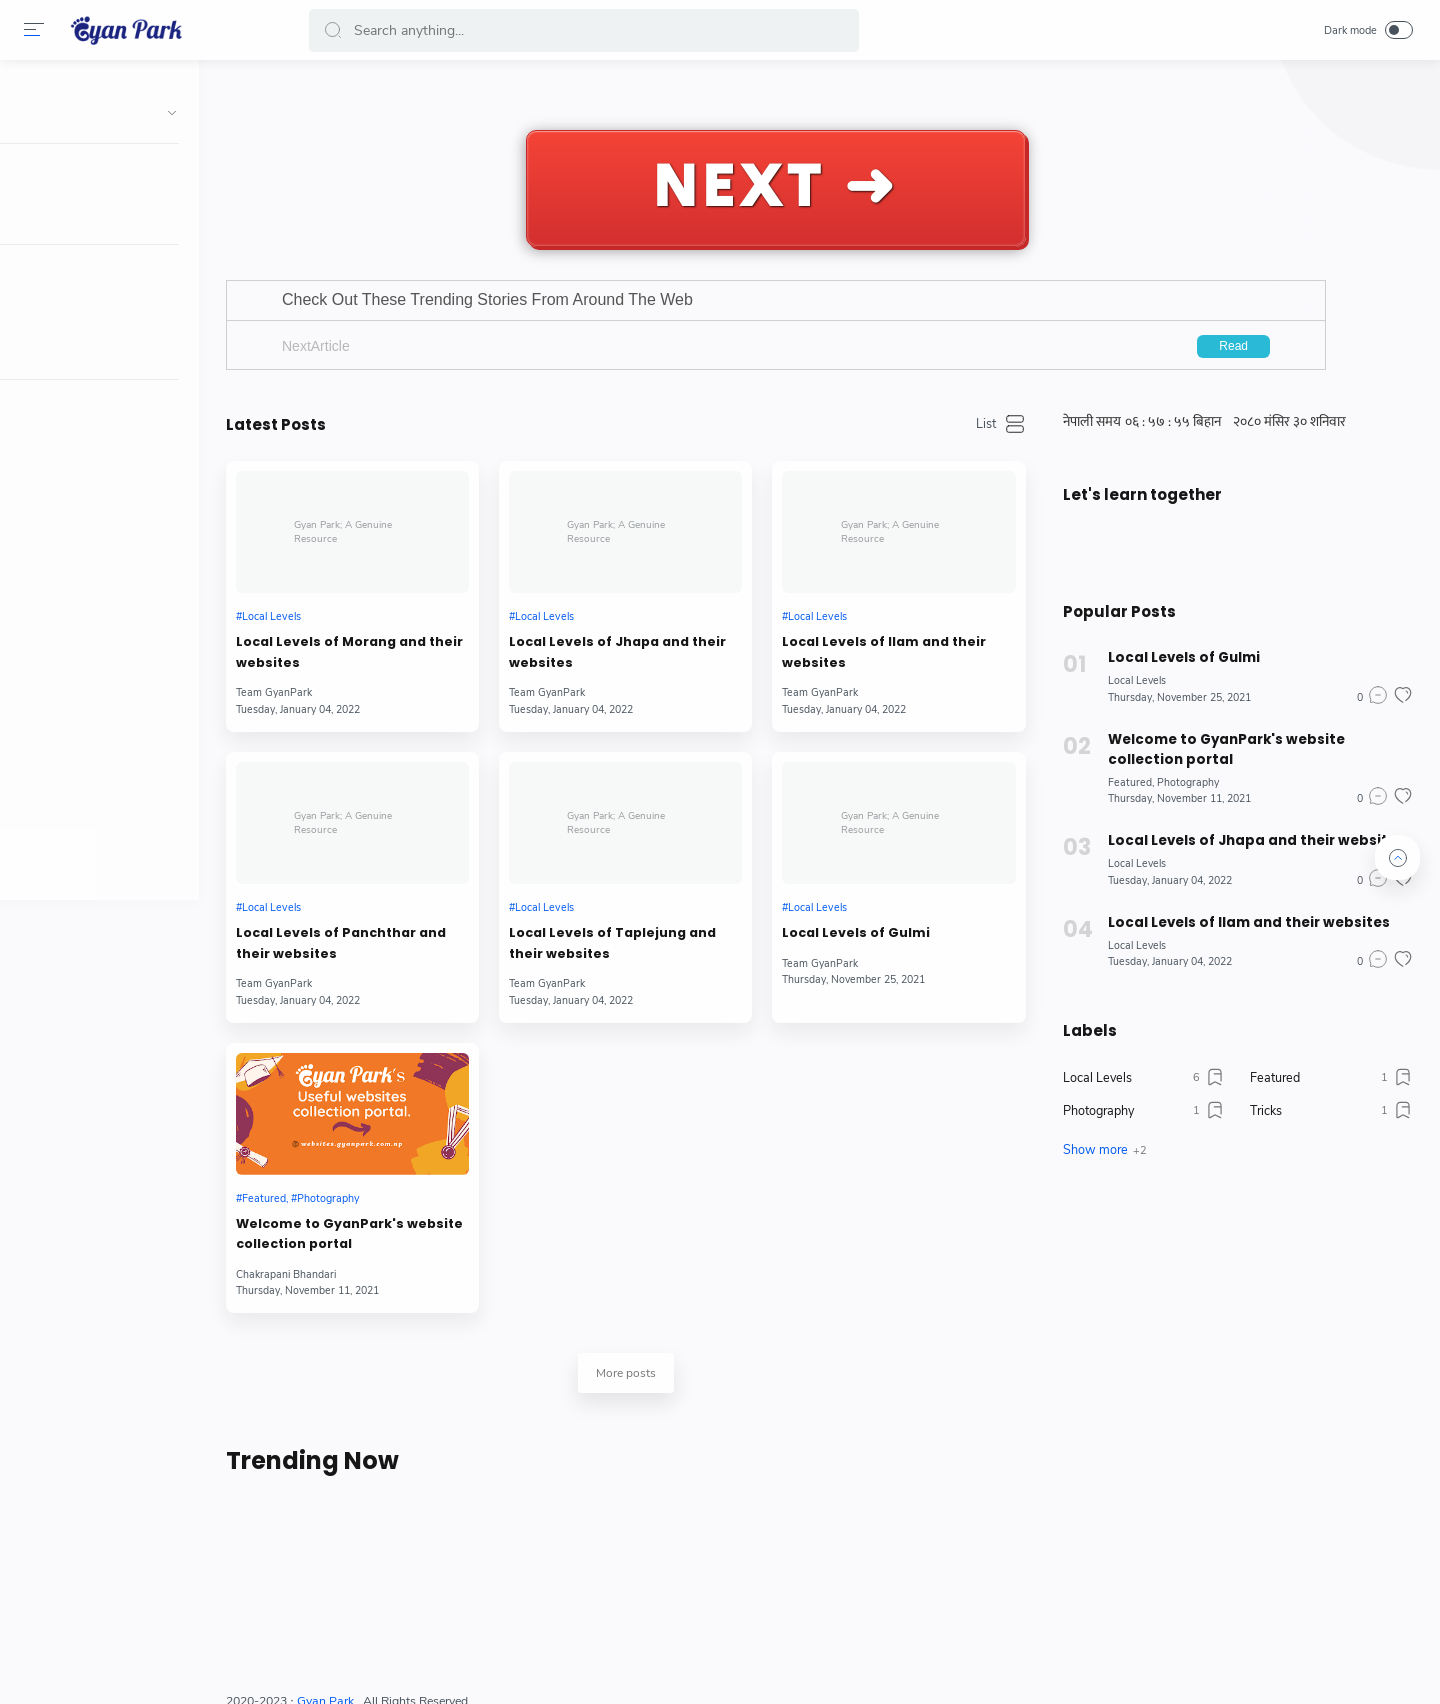 Gyan Park
Search anything...
Dark mode
NEXT ➜
Check Out These Trending Stories From Around The Web
NextArticle
Read
Latest Posts
List
Gyan Park; A Genuine
Resource
#Local Levels
Local Levels of Morang and their
websites
Team GyanPark
Tuesday, January 04, 2022
Gyan Park; A Genuine
Resource
#Local Levels
Local Levels of Jhapa and their
websites
Team GyanPark
Tuesday, January 04, 2022
Gyan Park; A Genuine
Resource
#Local Levels
Local Levels of Ilam and their
websites
Team GyanPark
Tuesday, January 04, 2022
Gyan Park; A Genuine
Resource
#Local Levels
Local Levels of Panchthar and
their websites
Team GyanPark
Tuesday, January 04, 2022
Gyan Park; A Genuine
Resource
#Local Levels
Local Levels of Taplejung and
their websites
Team GyanPark
Tuesday, January 04, 2022
Gyan Park; A Genuine
Resource
#Local Levels
Local Levels of Gulmi
Team GyanPark
Thursday, November 25, 2021
Gyan Park's
Useful websites
collection portal.
websites.gyanpark.com.np
#Featured, #Photography
Welcome to GyanPark's website
collection portal
Chakrapani Bhandari
Thursday, November 11, 2021
More posts
नेपाली समय ०६ : ५७ : ५५ बिहान २०८० मंसिर ३० शनिवार
Let's learn together
Popular Posts
01
Local Levels of Gulmi
Local Levels
Thursday, November 25, 2021
0
02
Welcome to GyanPark's website
collection portal
Featured, Photography
Thursday, November 11, 2021
0
03
Local Levels of Jhapa and their
Local Levels
Tuesday, January 04, 2022
0
04
Local Levels of Ilam and their websites
Local Levels
Tuesday, January 04, 2022
0
Labels
Local Levels 6
Featured 1
Photography 1
Tricks 1
Show more +2
Trending Now
2020-2023 · Gyan Park. All Rights Reserved